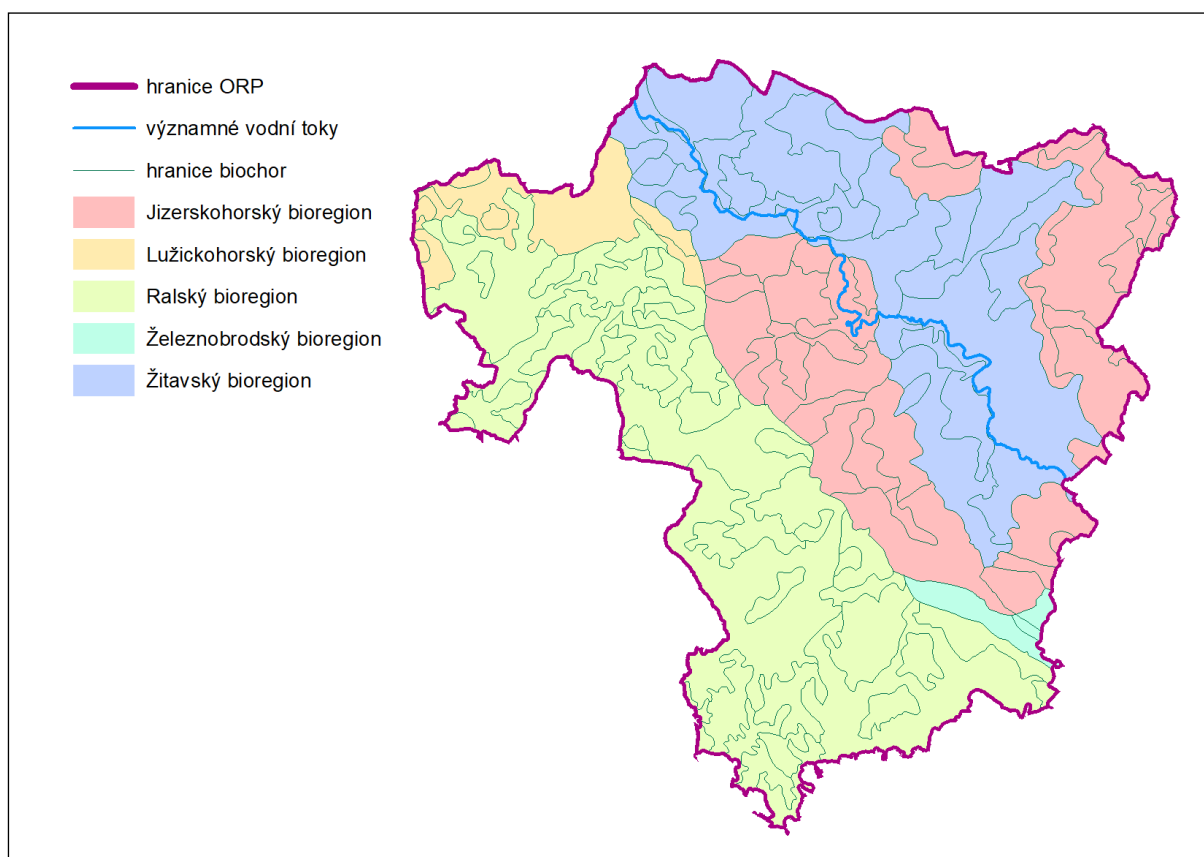 hranice ORP
významné vodní toky
hranice biochor
Jizerskohorský bioregion
Lužickohorský bioregion
Ralský bioregion
Železnobrodský bioregion
Žitavský bioregion